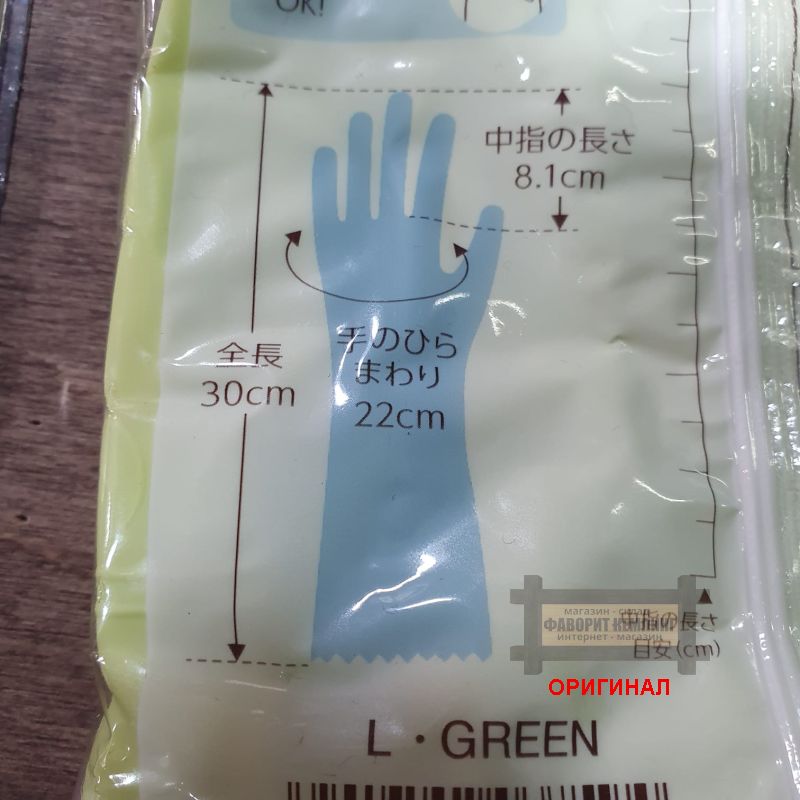 OK!
中指の長さ
8.1cm
全長
30cm
手のひら
まわり
22cm
магазин - склад
ФАВОРИТ КЕМПИНГ
интернет - магазин
中指の長さ
目安(cm)
ОРИГИНАЛ
L・GREEN